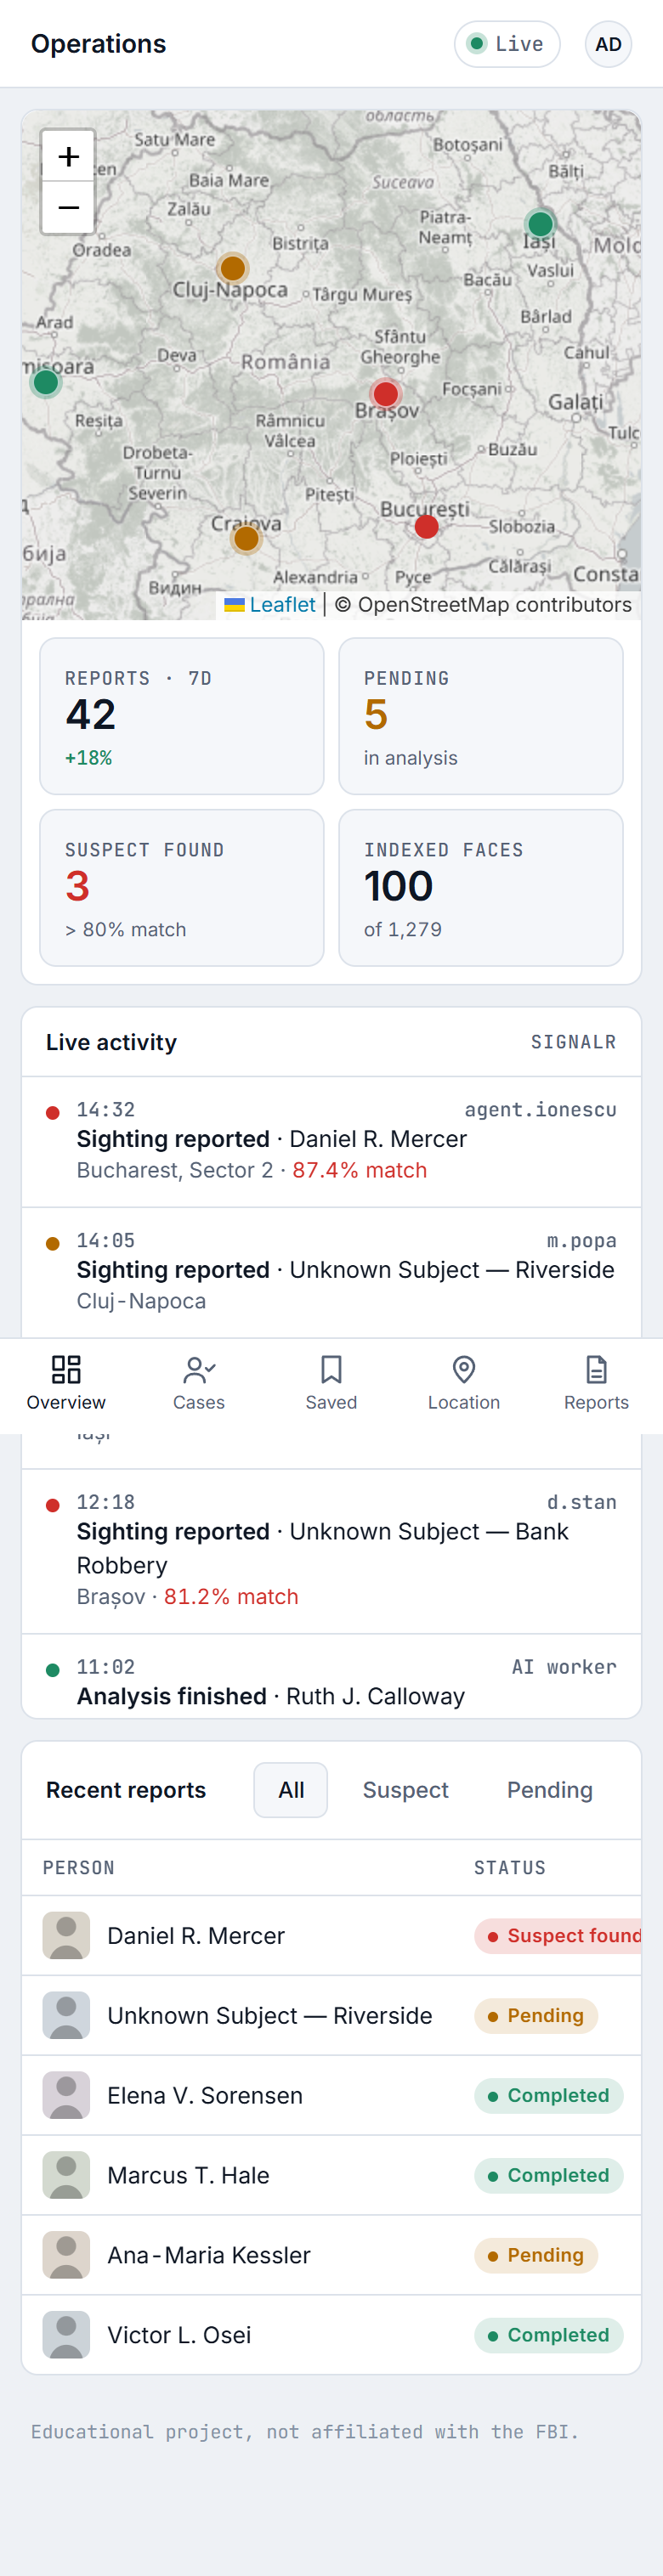 Operations
Live
AD
область
Satu Mare
Botoșani
+
Baia Mare
Suceava
Bălți
Zalău
Piatra-
Neamț
Iași
Oradea
Bistrița
Mold
Cluj-Napoca
Târgu Mureș
Bacău
Vaslui
Arad
Bârlad
Sfântu
Gheorghe
Deva
România
Cahul
mișoara
Brașov
Focșani
Galați
Reșița
Râmnicu
Vâlcea
Tulc
Drobeta-
Turnu
Severin
Ploiești
Buzău
Pitești
București
Craiova
Slobozia
бија
Călărași
Видин
Alexandria
Русе
Consta
Leaflet | © OpenStreetMap contributors
REPORTS · 7D
42
+18%
PENDING
5
in analysis
SUSPECT FOUND
3
> 80% match
INDEXED FACES
100
of 1,279
Live activity
SIGNALR
14:32
agent.ionescu
Sighting reported · Daniel R. Mercer
Bucharest, Sector 2 · 87.4% match
14:05
m.popa
Sighting reported · Unknown Subject — Riverside
Cluj-Napoca
Overview
Cases
Saved
Location
Reports
12:18
d.stan
Sighting reported · Unknown Subject — Bank
Robbery
Brașov · 81.2% match
11:02
AI worker
Analysis finished · Ruth J. Calloway
Recent reports
All
Suspect
Pending
PERSON
STATUS
Daniel R. Mercer
Suspect found
Unknown Subject — Riverside
Pending
Elena V. Sorensen
Completed
Marcus T. Hale
Completed
Ana-Maria Kessler
Pending
Victor L. Osei
Completed
Educational project, not affiliated with the FBI.